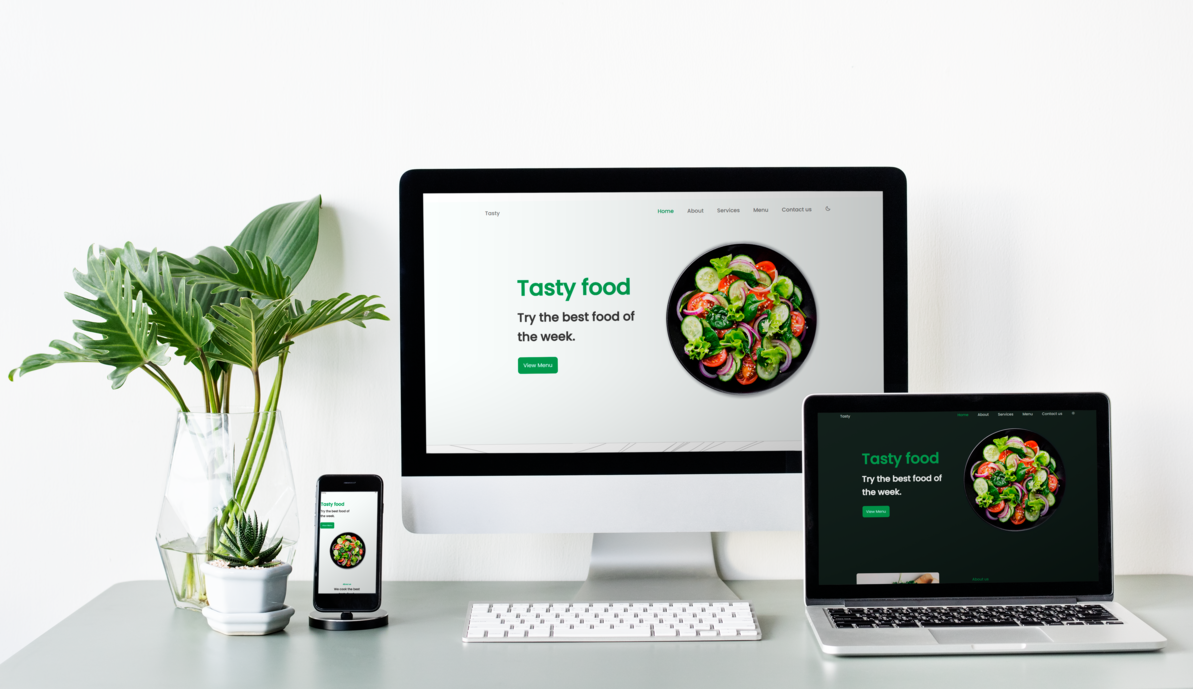 Tasty
Home About Services Menu Contact us
Tasty food
Try the best food of
the week.
View Menu
Tasty
Home About Services Menu Contact us
Tasty food
Try the best food of
the week.
View Menu
About us
Tasty food
Try the best food of
the week.
View Menu
About us
We cook the best